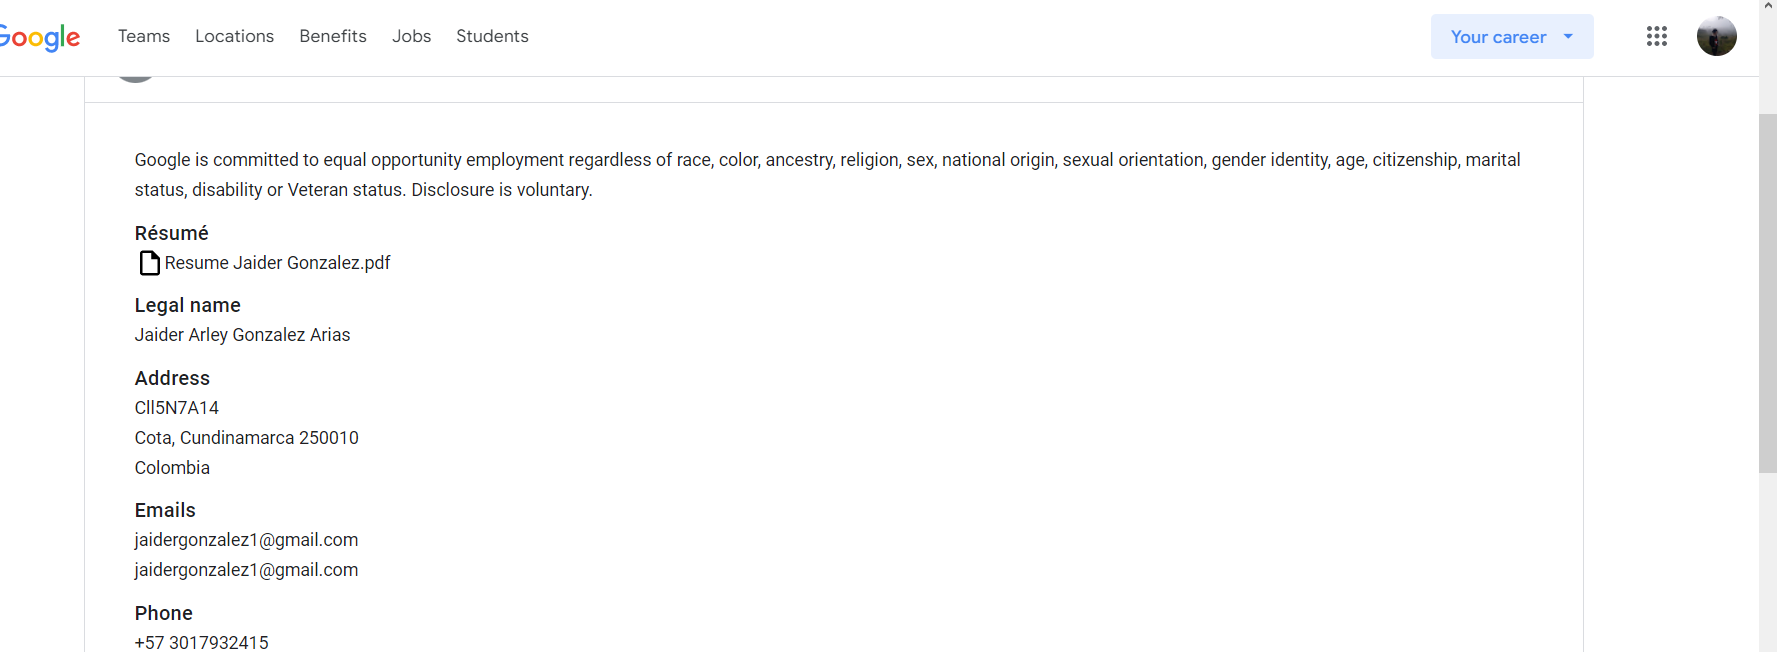 Google Teams Locations Benefits Jobs Students Your career
Google is committed to equal opportunity employment regardless of race, color, ancestry, religion, sex, national origin, sexual orientation, gender identity, age, citizenship, marital
status, disability or Veteran status. Disclosure is voluntary.
Résumé
Resume Jaider Gonzalez.pdf
Legal name
Jaider Arley Gonzalez Arias
Address
Cll5N7A14
Cota, Cundinamarca 250010
Colombia
Emails
jaidergonzalez1@gmail.com
jaidergonzalez1@gmail.com
Phone
+57 3017932415